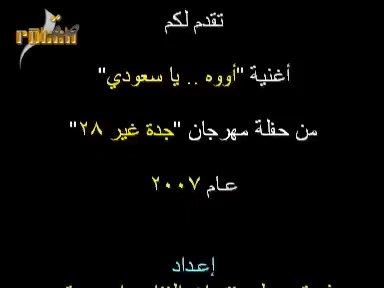 تقدم لكم
أغنية "أووه .. يا سعودي"
من حفلة مهرجان "جدة غير ٢٨"
عام ٢٠٠٧
إعداد